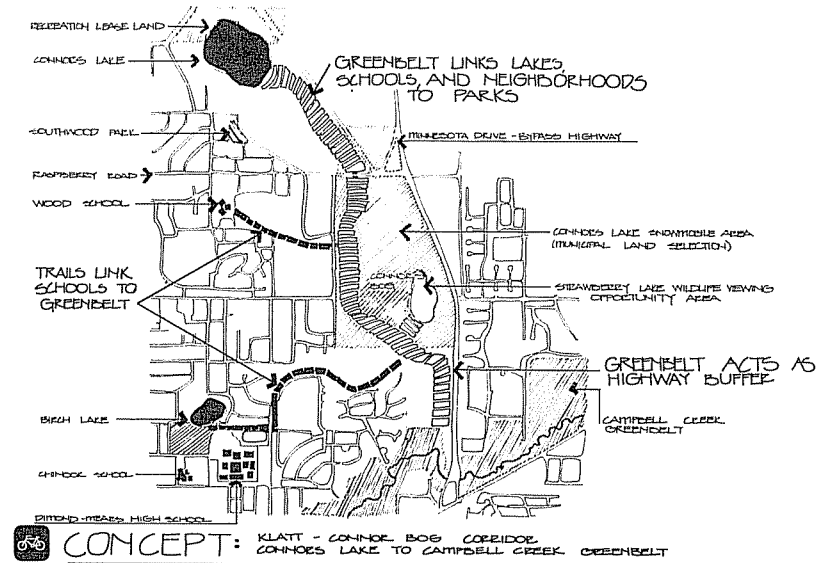 RECREATION LEASE LAND
CONNORS LAKE
GREENBELT LINKS LAKES,
SCHOOLS, AND NEIGHBORHOODS
TO PARKS
SOUTHWOOD PARK
MINNESOTA DRIVE - BYPASS HIGHWAY
RASPBERRY ROAD
WOOD SCHOOL
CONNORS LAKE SNOWMOBILE AREA
(MUNICIPAL LAND SELECTION)
TRAILS LINK
SCHOOLS TO
GREENBELT
CONNORS
BOG
STRAWBERRY LAKE WILDLIFE VIEWING
OPPORTUNITY AREA
GREENBELT ACTS AS
HIGHWAY BUFFER
BIRCH LAKE
CAMPBELL CREEK
GREENBELT
CHINOOK SCHOOL
DIMOND-MEARS HIGH SCHOOL
CONCEPT: KLATT - CONNOR BOG CORRIDOR
CONNORS LAKE TO CAMPBELL CREEK GREENBELT